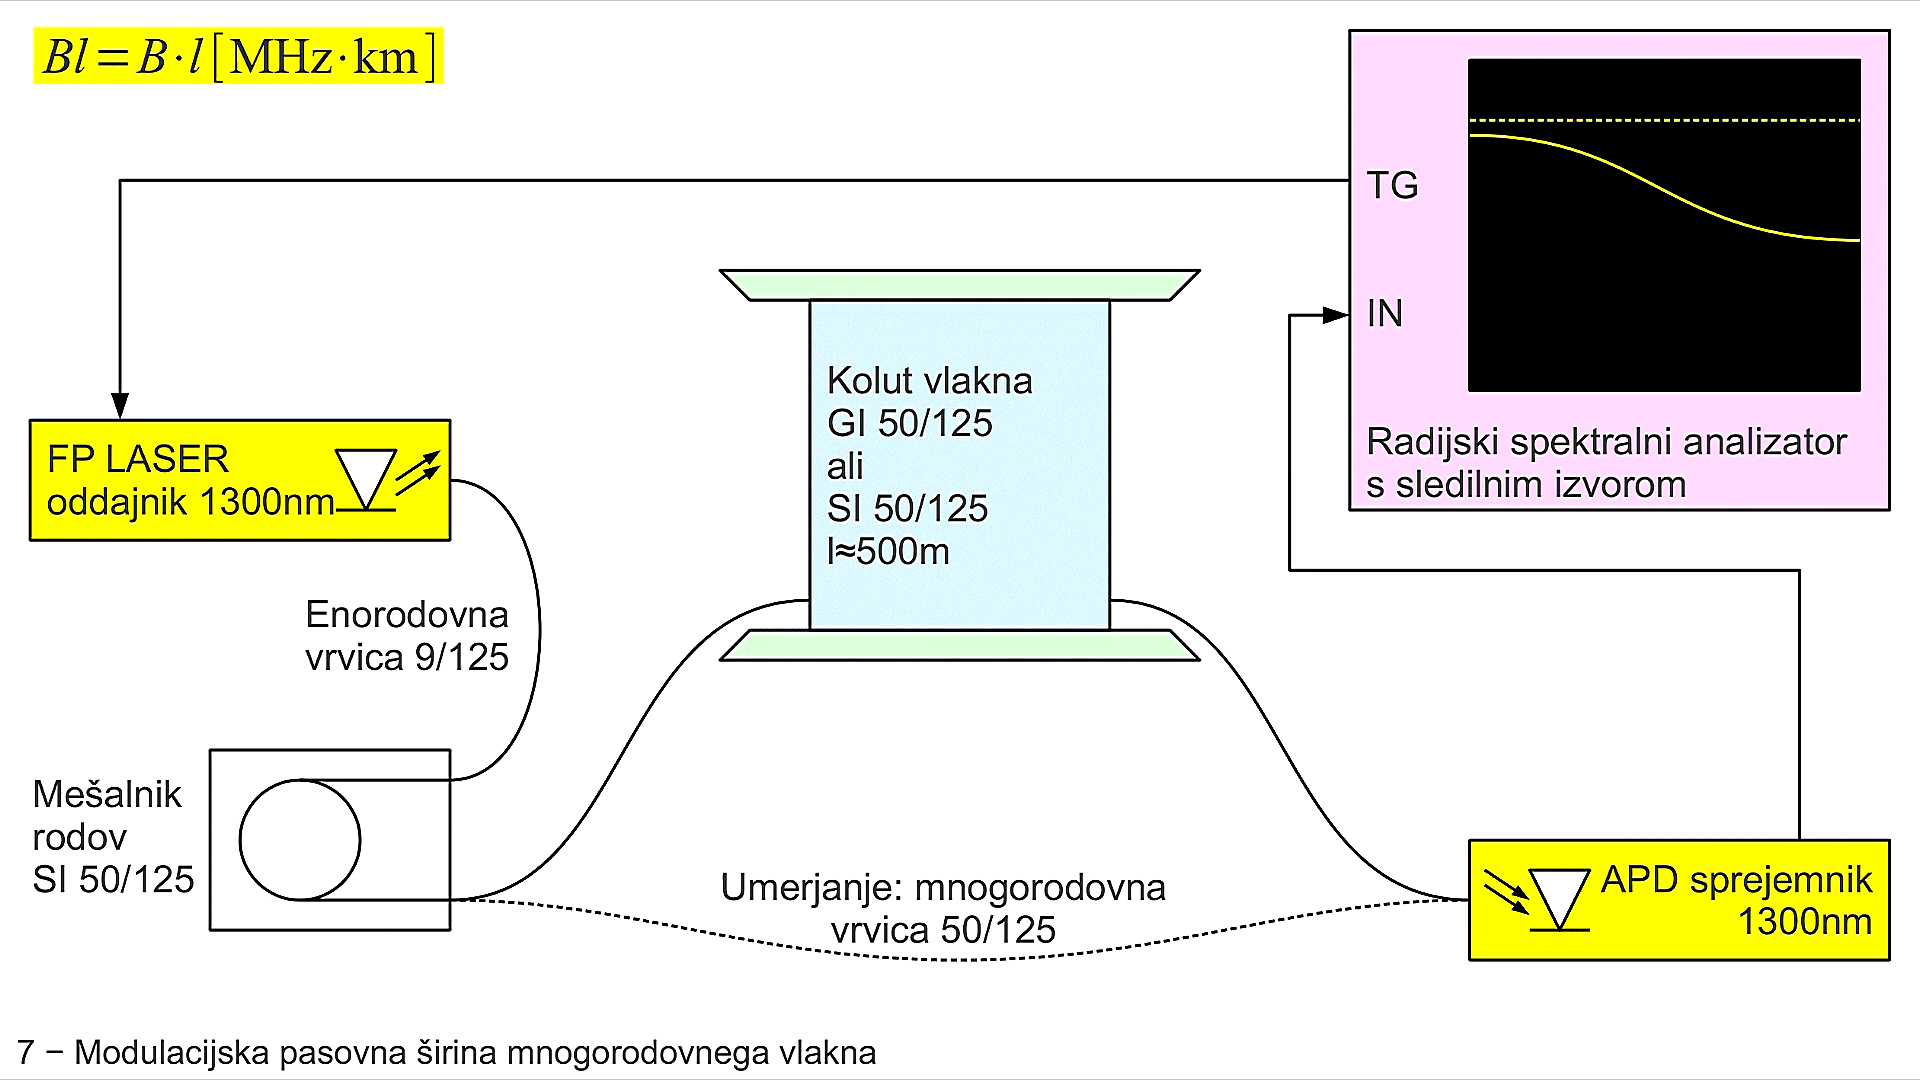 Bl=B·l[MHz·km]
TG
IN
Radijski spektralni analizator
s sledilnim izvorom
Kolut vlakna
GI 50/125
ali
SI 50/125
l≈500m
FP LASER
oddajnik 1300nm
Enorodovna
vrvica 9/125
Mešalnik
rodov
SI 50/125
Umerjanje: mnogorodovna
vrvica 50/125
APD sprejemnik
1300nm
7 − Modulacijska pasovna širina mnogorodovnega vlakna